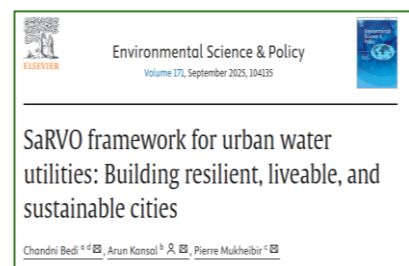 Environmental Science & Policy
Volume 171, September 2025, 104135
ELSEVIER
SaRVO framework for urban water
utilities: Building resilient, liveable, and
sustainable cities
Chandni Bedi a d, Arun Kansal b, Pierre Mukheibir c